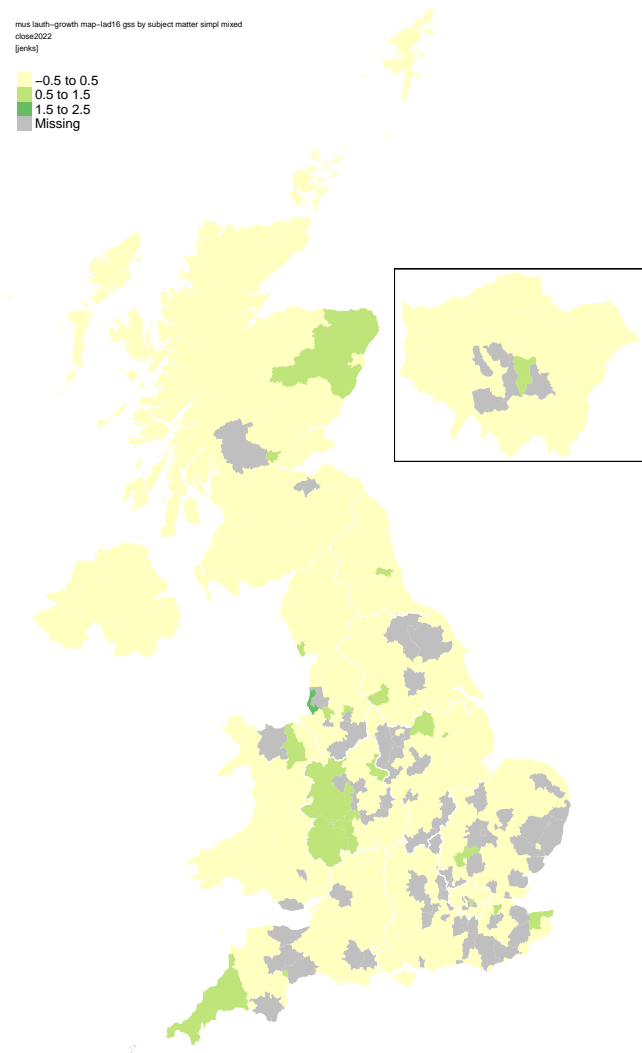 mus lauth-growth map-lad16 gss by subject matter simpl mixed
close2022
[jenks]
−0.5 to 0.5
0.5 to 1.5
1.5 to 2.5
Missing